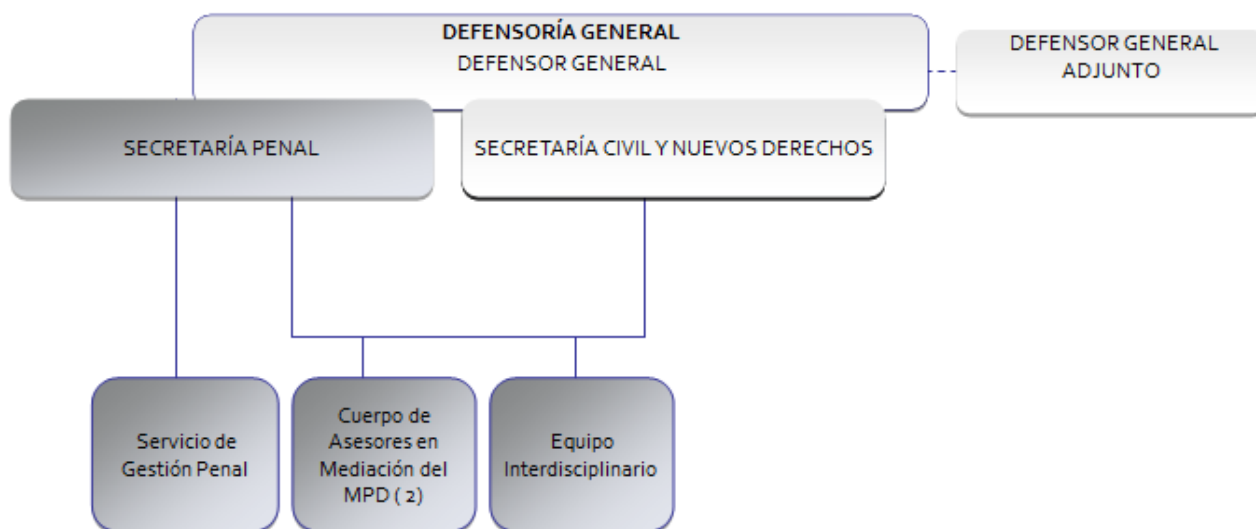 DEFENSORÍA GENERAL
DEFENSOR GENERAL
DEFENSOR GENERAL
ADJUNTO
SECRETARÍA PENAL
SECRETARÍA CIVIL Y NUEVOS DERECHOS
Servicio de
Gestión Penal
Cuerpo de
Asesores en
Mediación del
MPD ( 2)
Equipo
Interdisciplinario